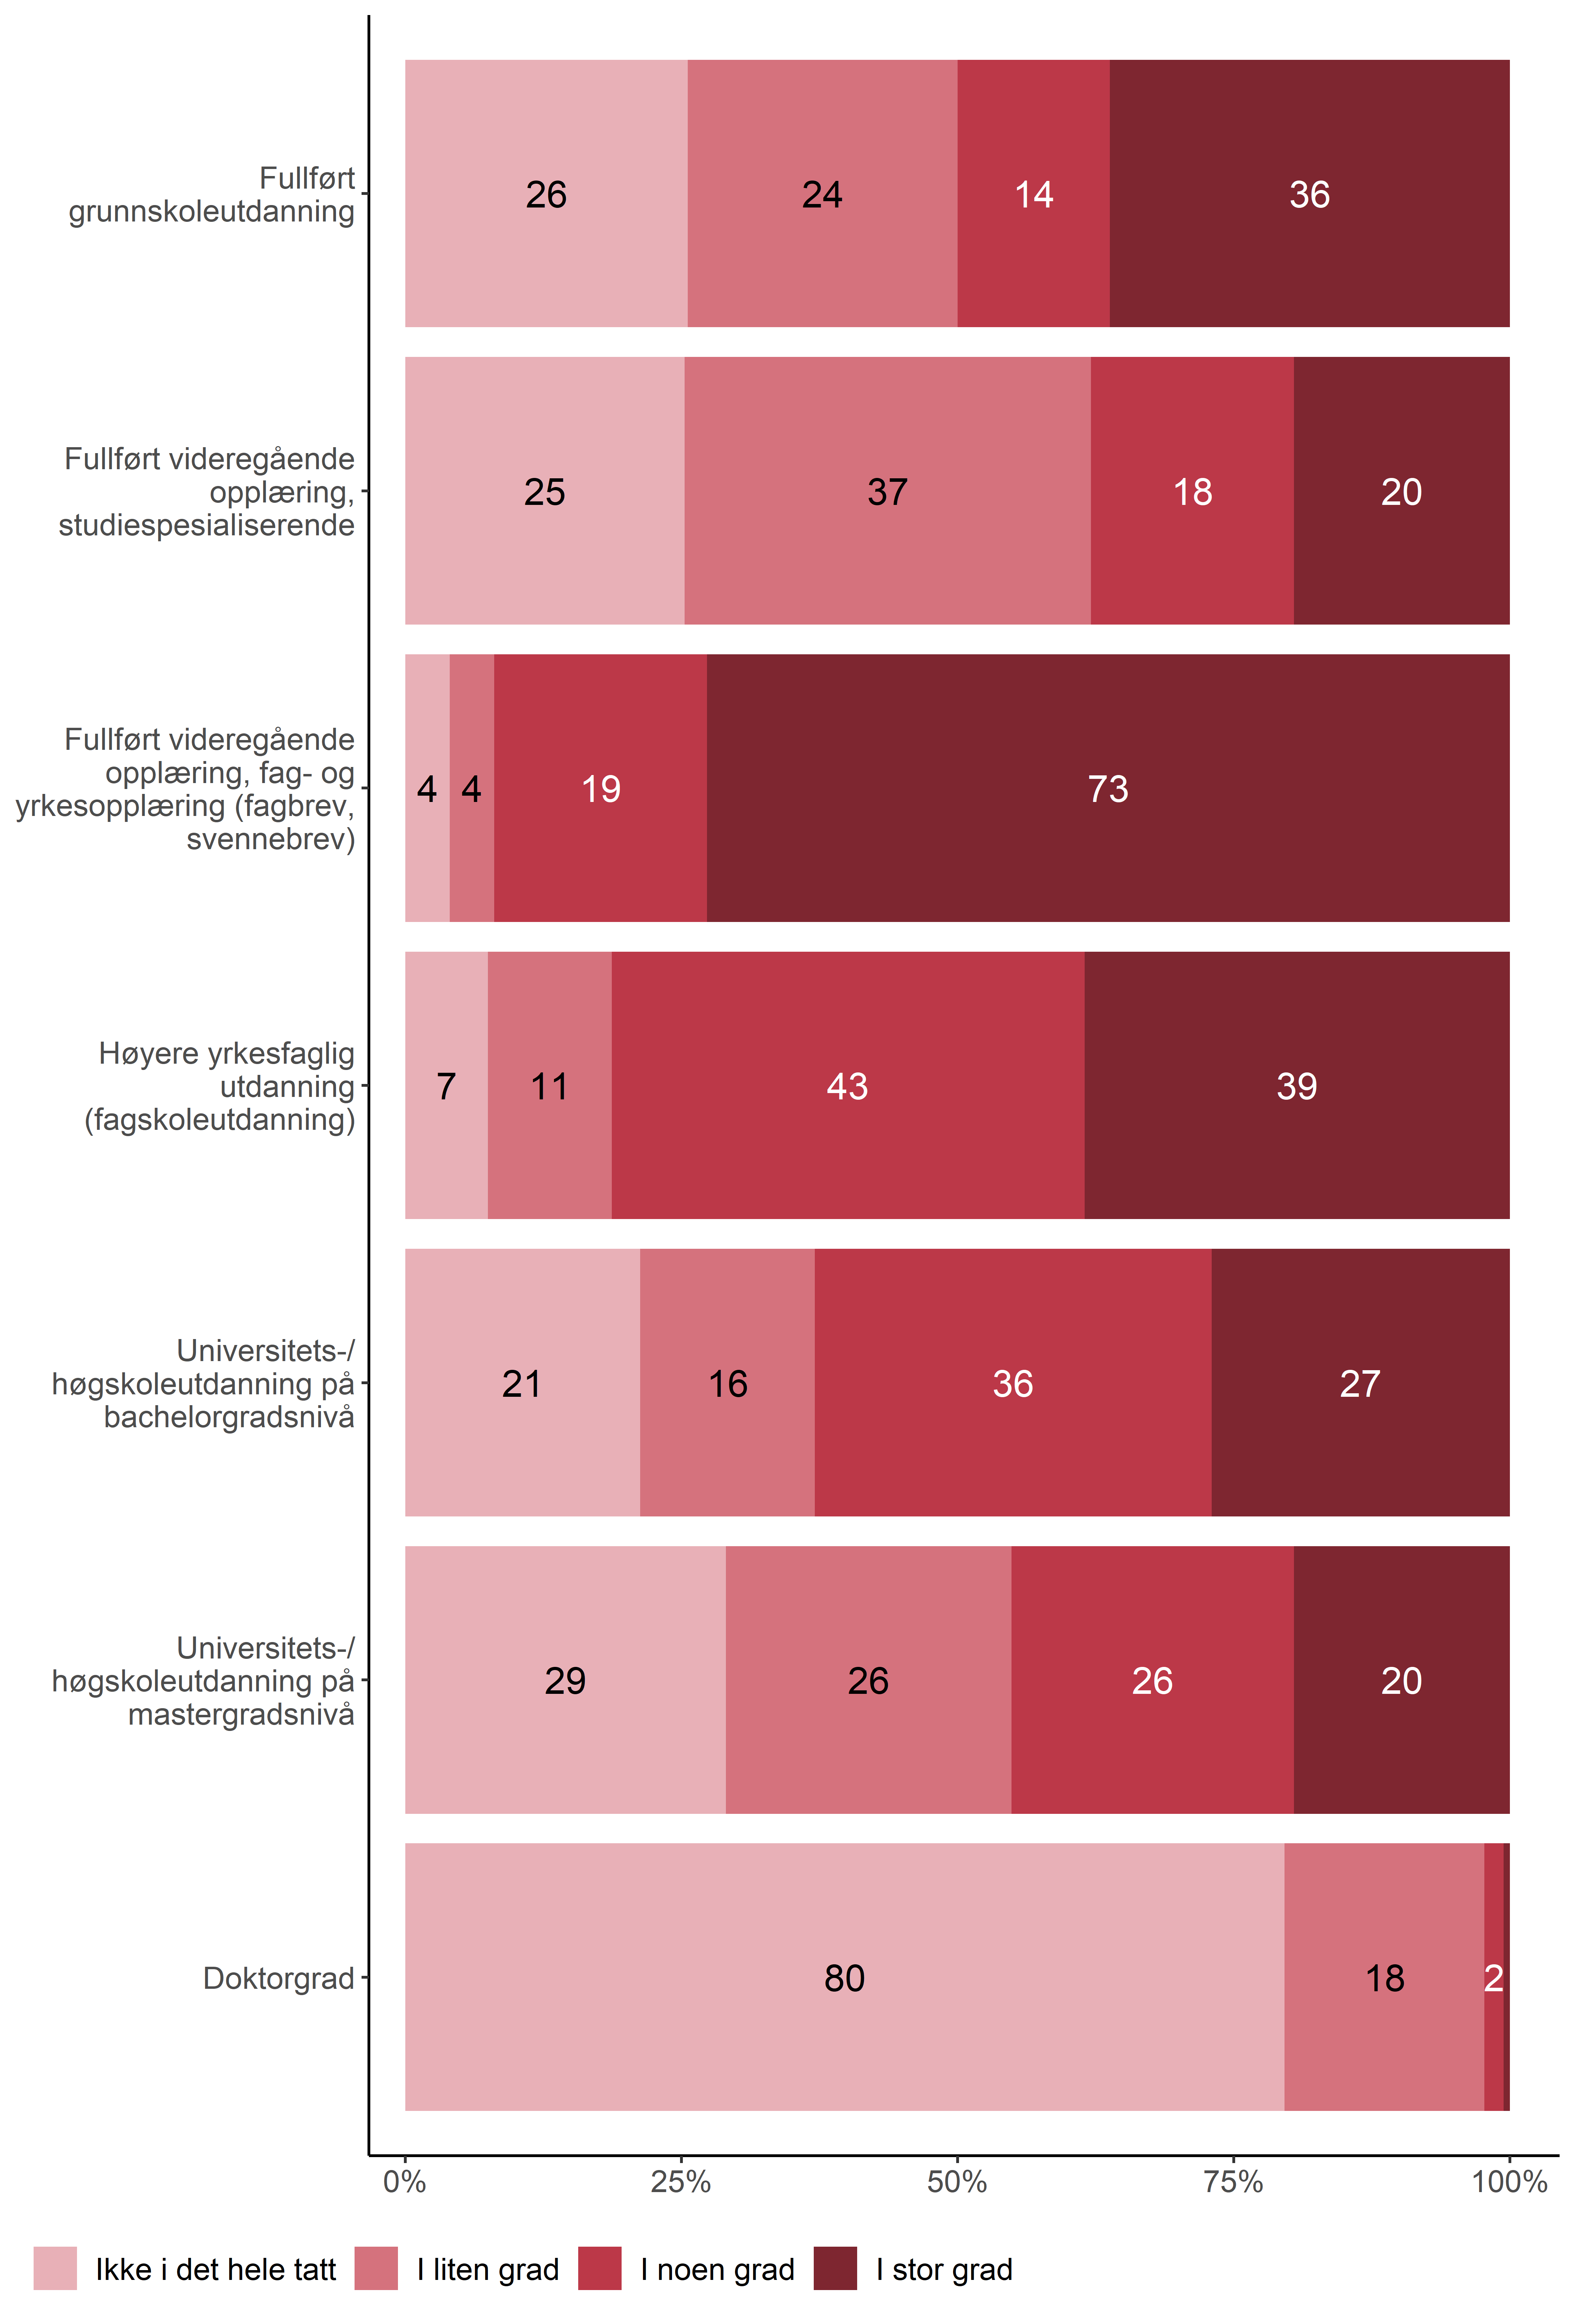 Fullført
grunnskoleutdanning
26 24 14 36
Fullført videregående
opplæring,
studiespesialiserende
25 37 18 20
Fullført videregående
opplæring, fag- og
yrkesopplæring (fagbrev,
svennebrev)
4 4 19 73
Høyere yrkesfaglig
utdanning
(fagskoleutdanning)
7 11 43 39
Universitets-/
høgskoleutdanning på
bachelorgradsnivå
21 16 36 27
Universitets-/
høgskoleutdanning på
mastergradsnivå
29 26 26 20
Doktorgrad
80 18 2
0% 25% 50% 75% 100%
Ikke i det hele tatt I liten grad I noen grad I stor grad